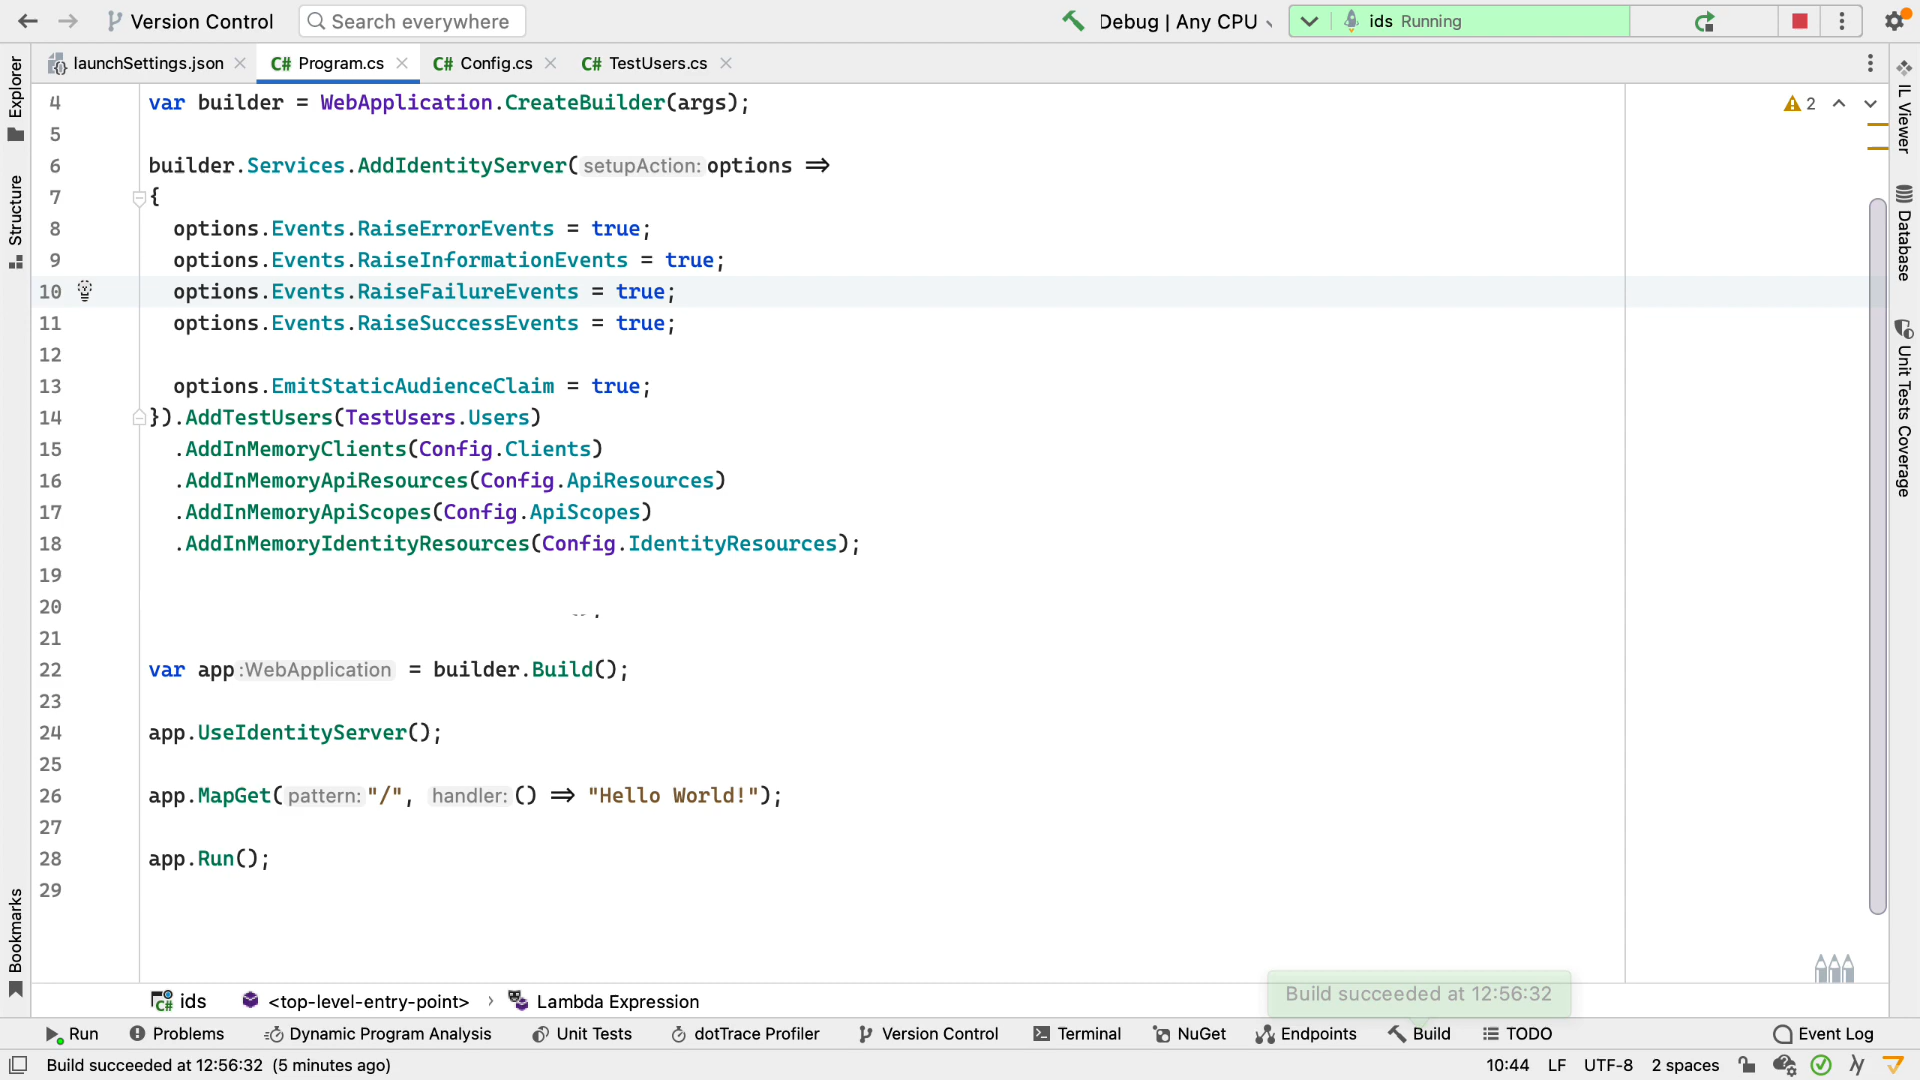 Version Control
Search everywhere
Debug | Any CPU
ids Running
launchSettings.json
C# Program.cs
C# Config.cs
C# TestUsers.cs
Explorer
Structure
Bookmarks
IL Viewer
Database
Unit Tests Coverage
2
4 var builder = WebApplication.CreateBuilder(args);
5
6 builder.Services.AddIdentityServer( setupAction: options ⇒
7 {
8 options.Events.RaiseErrorEvents = true;
9 options.Events.RaiseInformationEvents = true;
10 options.Events.RaiseFailureEvents = true;
11 options.Events.RaiseSuccessEvents = true;
12
13 options.EmitStaticAudienceClaim = true;
14 }).AddTestUsers(TestUsers.Users)
15 .AddInMemoryClients(Config.Clients)
16 .AddInMemoryApiResources(Config.ApiResources)
17 .AddInMemoryApiScopes(Config.ApiScopes)
18 .AddInMemoryIdentityResources(Config.IdentityResources);
19
20
21
22 var app :WebApplication = builder.Build();
23
24 app.UseIdentityServer();
25
26 app.MapGet( pattern: "/", handler: () ⇒ "Hello World!");
27
28 app.Run();
29
C# ids <top-level-entry-point> › Lambda Expression
Build succeeded at 12:56:32
Run Problems Dynamic Program Analysis Unit Tests dotTrace Profiler Version Control Terminal NuGet Endpoints Build TODO Event Log
Build succeeded at 12:56:32 (5 minutes ago)
10:44 LF UTF-8 2 spaces